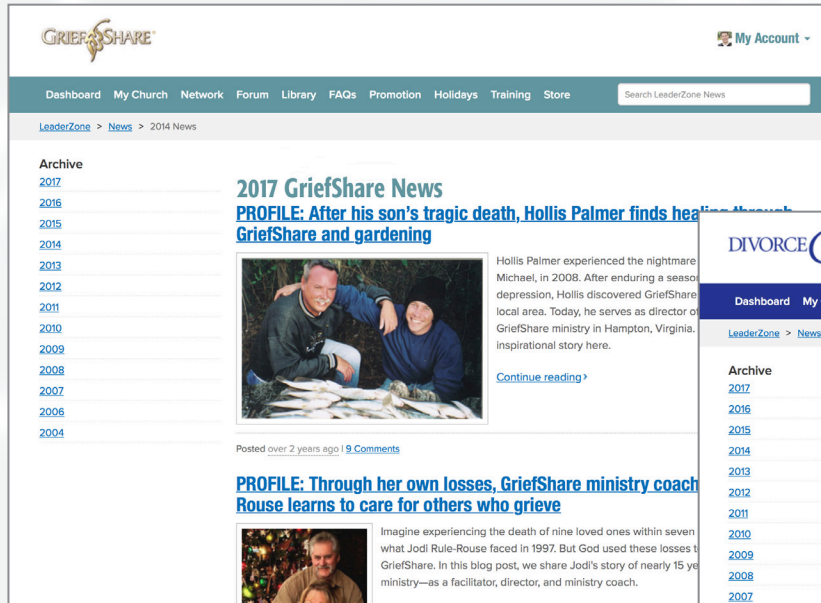 GRIEFSHARE
My Account
Dashboard My Church Network Forum Library FAQs Promotion Holidays Training Store
Search LeaderZone News
LeaderZone > News > 2014 News
Archive
2017
2016
2015
2014
2013
2012
2011
2010
2009
2008
2007
2006
2004
2017 GriefShare News
PROFILE: After his son's tragic death, Hollis Palmer finds healing through
GriefShare and gardening
Hollis Palmer experienced the nightmare
Michael, in 2008. After enduring a season
depression, Hollis discovered GriefShare
local area. Today, he serves as director of
GriefShare ministry in Hampton, Virginia.
inspirational story here.
Continue reading ›
Posted over 2 years ago | 9 Comments
PROFILE: Through her own losses, GriefShare ministry coach
Rouse learns to care for others who grieve
Imagine experiencing the death of nine loved ones within seven
what Jodi Rule-Rouse faced in 1997. But God used these losses t
GriefShare. In this blog post, we share Jodi's story of nearly 15 ye
ministry—as a facilitator, director, and ministry coach.
DIVORCE
Dashboard My
LeaderZone > News
Archive
2017
2016
2015
2014
2013
2012
2011
2010
2009
2008
2007